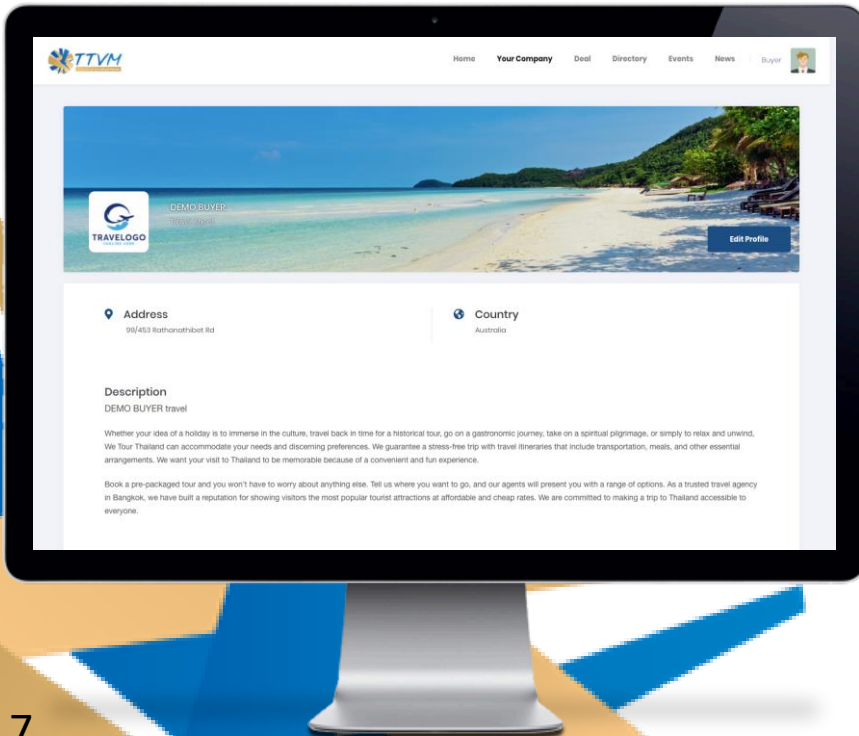 TTVM
Home Your Company Deal Directory Events News Buyer
DEMO BUYER
TRAVELOGO
Edit Profile
Address
99/453 Rathanathibet Rd
Country
Australia
Description
DEMO BUYER travel
Whether your idea of a holiday is to immerse in the culture, travel back in time for a historical tour, go on a gastronomic journey, take on a spiritual pilgrimage, or simply to relax and unwind,
We Tour Thailand can accommodate your needs and discerning preferences. We guarantee a stress-free trip with travel itineraries that include transportation, meals, and other essential
arrangements. We want your visit to Thailand to be memorable because of a convenient and fun experience.
Book a pre-packaged tour and you won't have to worry about anything else. Tell us where you want to go, and our agents will present you with a range of options. As a trusted travel agency
in Bangkok, we have built a reputation for showing visitors the most popular tourist attractions at affordable and cheap rates. We are committed to making a trip to Thailand accessible to
everyone.
7